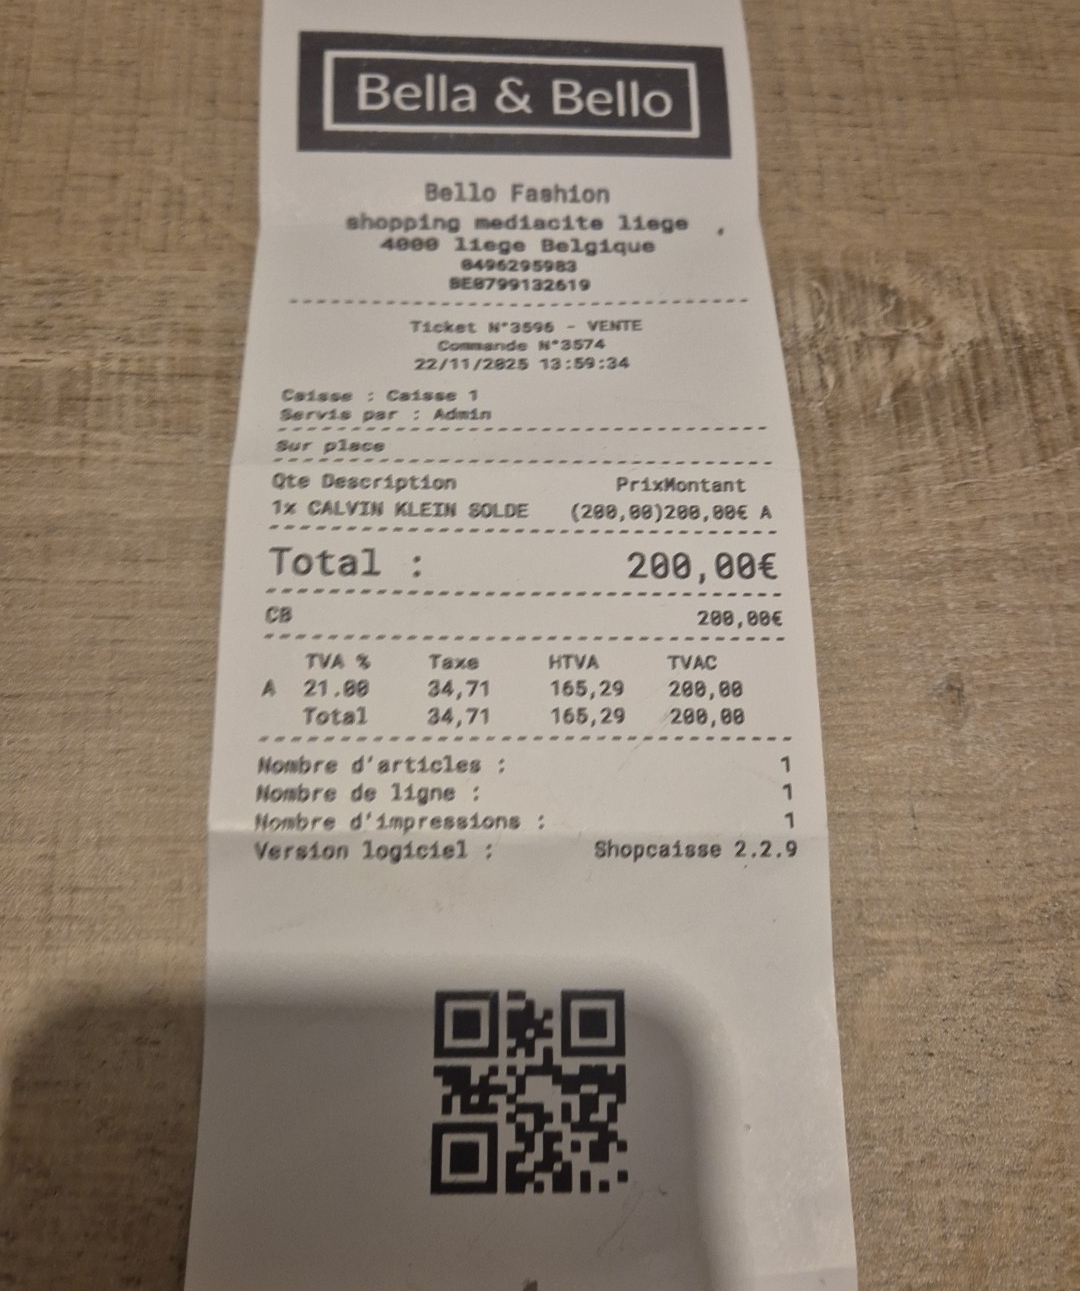 Bella & Bello
Bello Fashion
shopping mediacite liege ,
4000 liege Belgique
0496295983
BE0799132619
Ticket N°3596 - VENTE
Commande N°3574
22/11/2025 13:59:34
Caisse : Caisse 1
Servis par : Admin
Sur place
Qte Description PrixMontant
1x CALVIN KLEIN SOLDE (200,00)200,00€ A
Total : 200,00€
CB 200,00€
TVA % Taxe HTVA TVAC
A 21.00 34,71 165,29 200,00
Total 34,71 165,29 200,00
Nombre d'articles : 1
Nombre de ligne : 1
Nombre d'impressions : 1
Version logiciel : Shopcaisse 2.2.9